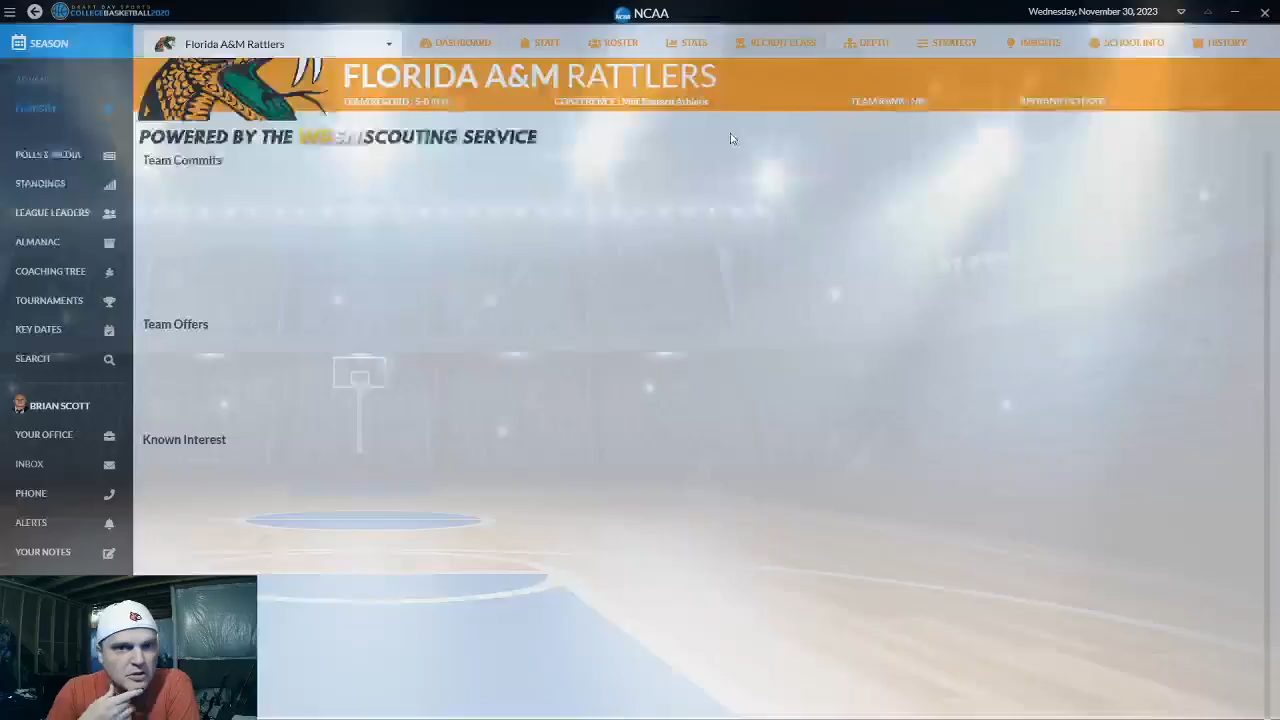 DRAFT DAY SPORTS
COLLEGE BASKETBALL 2020
NCAA
Wednesday, November 30, 2023
SEASON
Florida A&M Rattlers
DASHBOARD
STAFF
ROSTER
STATS
RECRUIT CLASS
DEPTH
STRATEGY
INSIGHTS
SCHOOL INFO
HISTORY
FLORIDA A&M RATTLERS
POWERED BY THE SCOUTING SERVICE
Team Commits
Team Offers
Known Interest
POLLS & MEDIA
STANDINGS
LEAGUE LEADERS
ALMANAC
COACHING TREE
TOURNAMENTS
KEY DATES
SEARCH
BRIAN SCOTT
YOUR OFFICE
INBOX
PHONE
ALERTS
YOUR NOTES